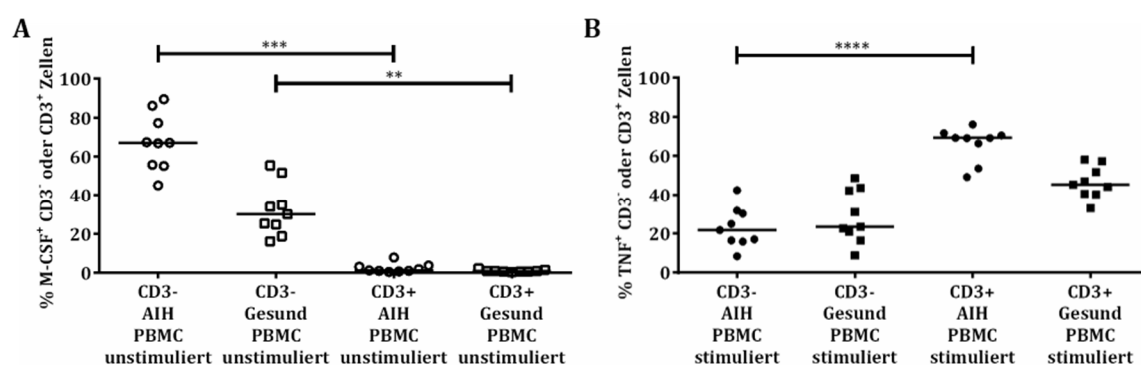 A
% M-CSF⁺ CD3⁻ oder CD3⁺ Zellen
***
**
100
80
60
40
20
0
CD3- CD3- CD3+ CD3+
AIH Gesund AIH Gesund
PBMC PBMC PBMC PBMC
unstimuliert unstimuliert unstimuliert unstimuliert
B
% TNF⁺ CD3⁻ oder CD3⁺ Zellen
****
100
80
60
40
20
0
CD3- CD3- CD3+ CD3+
AIH Gesund AIH Gesund
PBMC PBMC PBMC PBMC
stimuliert stimuliert stimuliert stimuliert